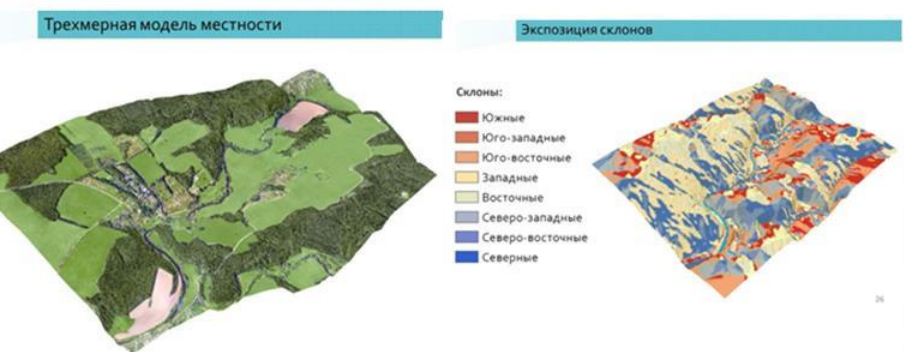 Трехмерная модель местности
Экспозиция склонов
Склоны:
Южные
Юго-западные
Юго-восточные
Западные
Восточные
Северо-западные
Северо-восточные
Северные
26